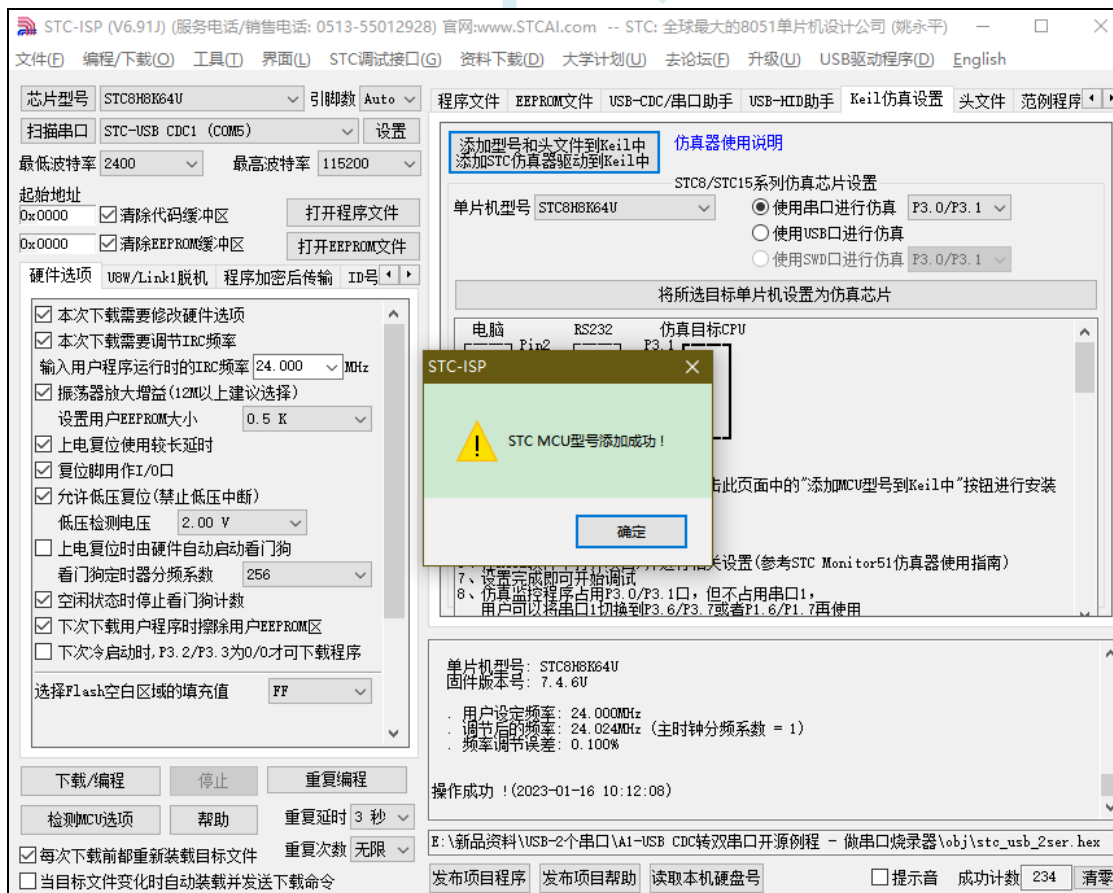 STC-ISP (V6.91J) (服务电话/销售电话: 0513-55012928) 官网:www.STCAI.com -- STC: 全球最大的8051单片机设计公司 (姚永平)
文件(F) 编程/下载(O) 工具(T) 界面(L) STC调试接口(G) 资料下载(D) 大学计划(U) 去论坛(F) 升级(U) USB驱动程序(D) English
芯片型号 STC8H8K64U 引脚数 Auto
扫描串口 STC-USB CDC1 (COM5) 设置
最低波特率 2400 最高波特率 115200
起始地址
0x0000 清除代码缓冲区 打开程序文件
0x0000 清除EEPROM缓冲区 打开EEPROM文件
硬件选项 U8W/Link1脱机 程序加密后传输 ID号
本次下载需要修改硬件选项
本次下载需要调节IRC频率
输入用户程序运行时的IRC频率 24.000 MHz
振荡器放大增益(12M以上建议选择)
设置用户EEPROM大小 0.5 K
上电复位使用较长延时
复位脚用作I/O口
允许低压复位(禁止低压中断)
低压检测电压 2.00 V
上电复位时由硬件自动启动看门狗
看门狗定时器分频系数 256
空闲状态时停止看门狗计数
下次下载用户程序时擦除用户EEPROM区
下次冷启动时,P3.2/P3.3为0/0才可下载程序
选择Flash空白区域的填充值 FF
下载/编程 停止 重复编程
检测MCU选项 帮助 重复延时 3 秒
每次下载前都重新装载目标文件 重复次数 无限
当目标文件变化时自动装载并发送下载命令
程序文件 EEPROM文件 USB-CDC/串口助手 USB-HID助手 Keil仿真设置 头文件 范例程序
添加型号和头文件到Keil中
添加STC仿真器驱动到Keil中
仿真器使用说明
STC8/STC15系列仿真芯片设置
单片机型号 STC8H8K64U 使用串口进行仿真 P3.0/P3.1
使用USB口进行仿真
使用SWD口进行仿真 P3.0/P3.1
将所选目标单片机设置为仿真芯片
电脑 RS232 仿真目标CPU
Pin2 P3.1
STC-ISP
STC MCU型号添加成功！
确定
击此页面中的"添加MCU型号到Keil中"按钮进行安装
关设置(参考STC Monitor51仿真器使用指南)
7、设置完成即可开始调试
8、仿真监控程序占用P3.0/P3.1口，但不占用串口1，
用户可以将串口1切换到P3.6/P3.7或者P1.6/P1.7再使用
单片机型号: STC8H8K64U
固件版本号: 7.4.6U
. 用户设定频率: 24.000MHz
. 调节后的频率: 24.024MHz (主时钟分频系数 = 1)
. 频率调节误差: 0.100%
操作成功 !(2023-01-16 10:12:08)
E:\新品资料\USB-2个串口\A1-USB CDC转双串口开源例程 - 做串口烧录器\obj\stc_usb_2ser.hex
发布项目程序 发布项目帮助 读取本机硬盘号 提示音 成功计数 234 清零